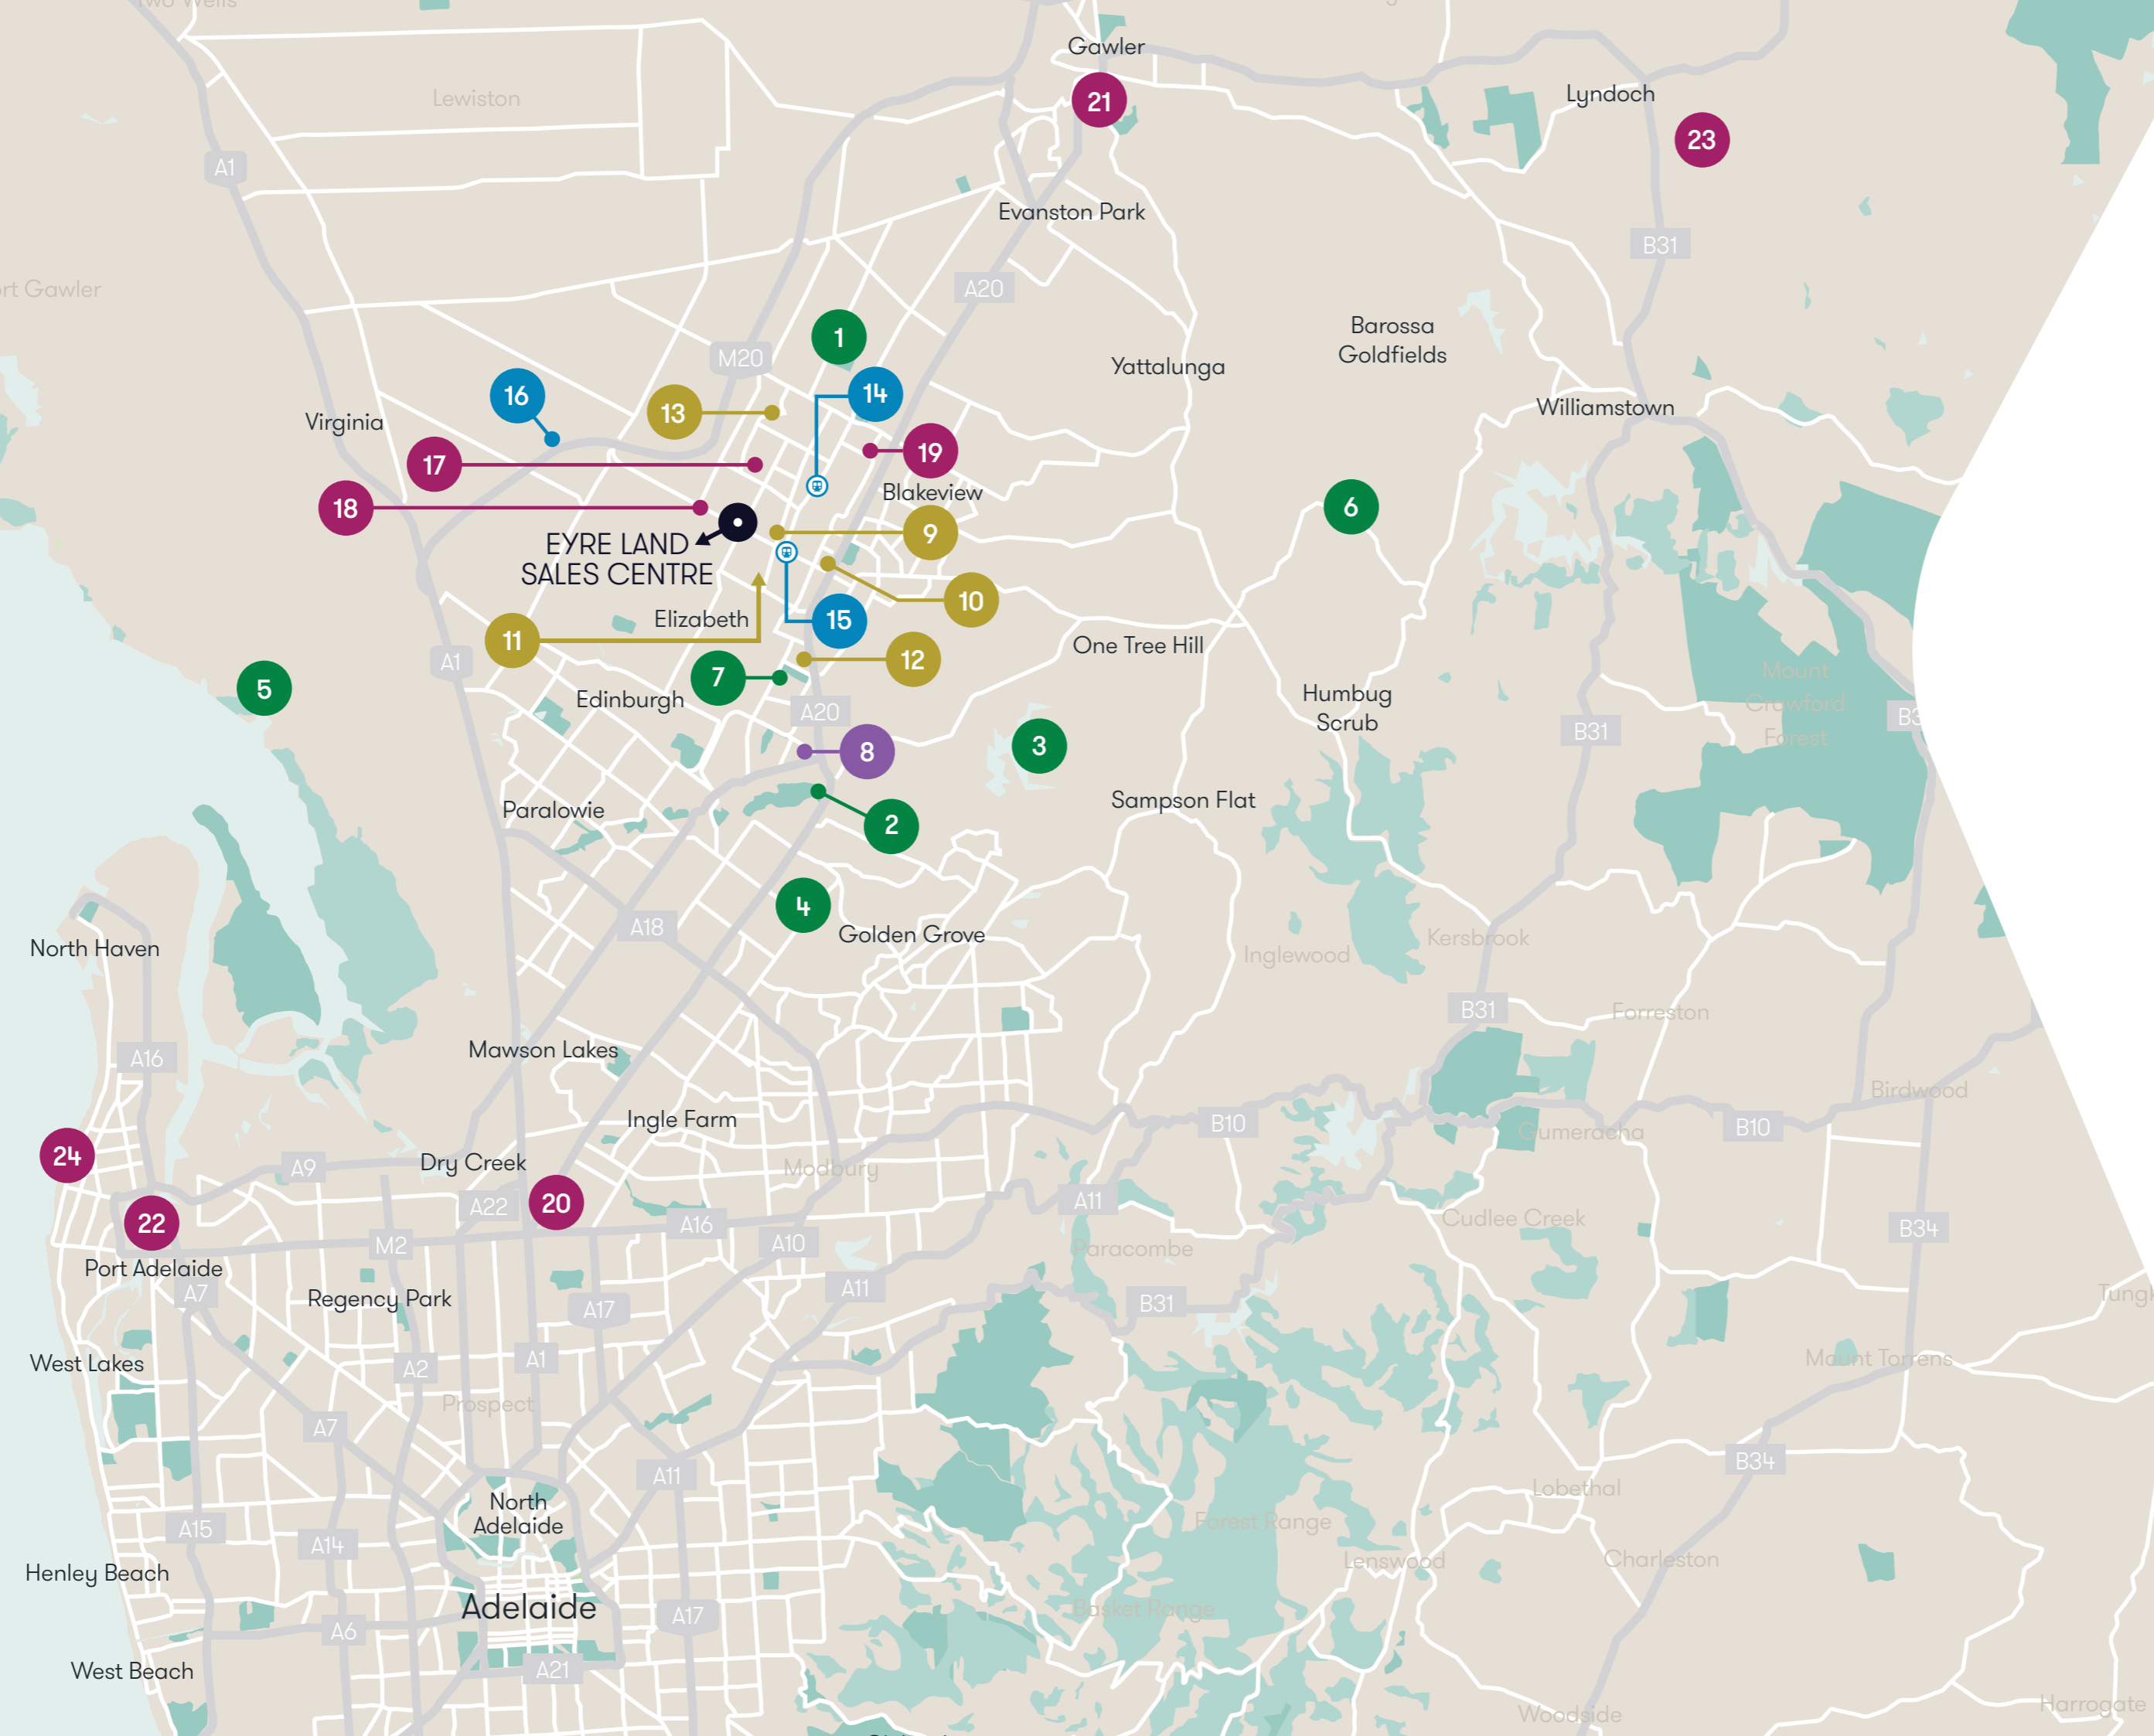 Two Wells
Gawler
21
Lyndoch
Lewiston
23
A1
Evanston Park
B31
A20
Barossa
Goldfields
1
M20
Yattalunga
16
13
14
Virginia
Williamstown
17
19
Blakeview
18
6
EYRE LAND
SALES CENTRE
9
10
Elizabeth
15
11
12
One Tree Hill
A1
5
7
Edinburgh
Humbug
Scrub
Mount
Crawford
Forest
A20
B31
8
3
Paralowie
Sampson Flat
2
4
A18
Golden Grove
North Haven
Inglewood
Kersbrook
B31
Forreston
A16
Mawson Lakes
Birdwood
Ingle Farm
B10
B10
Gumeracha
24
A9
Dry Creek
Modbury
A22
20
A11
22
A16
Cudlee Creek
B34
M2
A10
Paracombe
Port Adelaide
A7
Regency Park
A11
B31
A17
West Lakes
A2
A1
Mount Torrens
Prospect
A7
A11
B34
Lobethal
North
Adelaide
A15
A14
Forest Range
Lenswood
Charleston
Henley Beach
Adelaide
Basket Range
A6
A17
West Beach
A21
Harrogate
Woodside